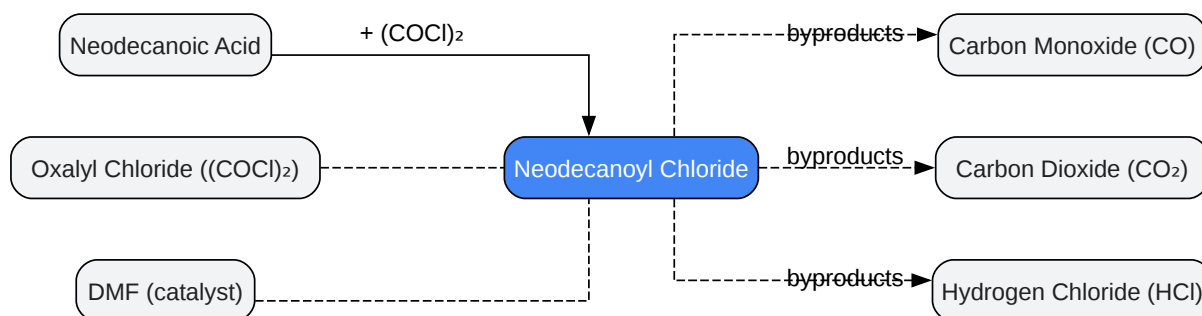 Neodecanoic Acid
+ (COCl)₂
byproducts
Carbon Monoxide (CO)
Oxalyl Chloride ((COCl)₂)
Neodecanoyl Chloride
byproducts
Carbon Dioxide (CO₂)
DMF (catalyst)
byproducts
Hydrogen Chloride (HCl)